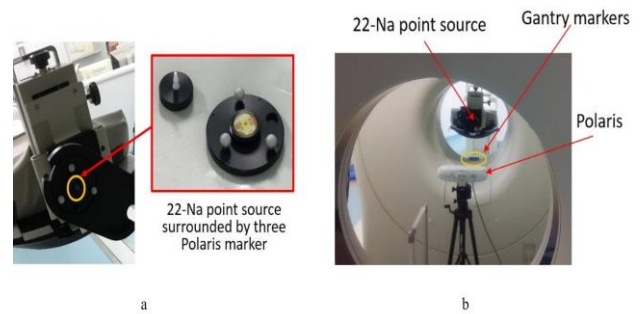 22-Na point source
Gantry markers
Polaris
22-Na point source
surrounded by three
Polaris marker
a
b